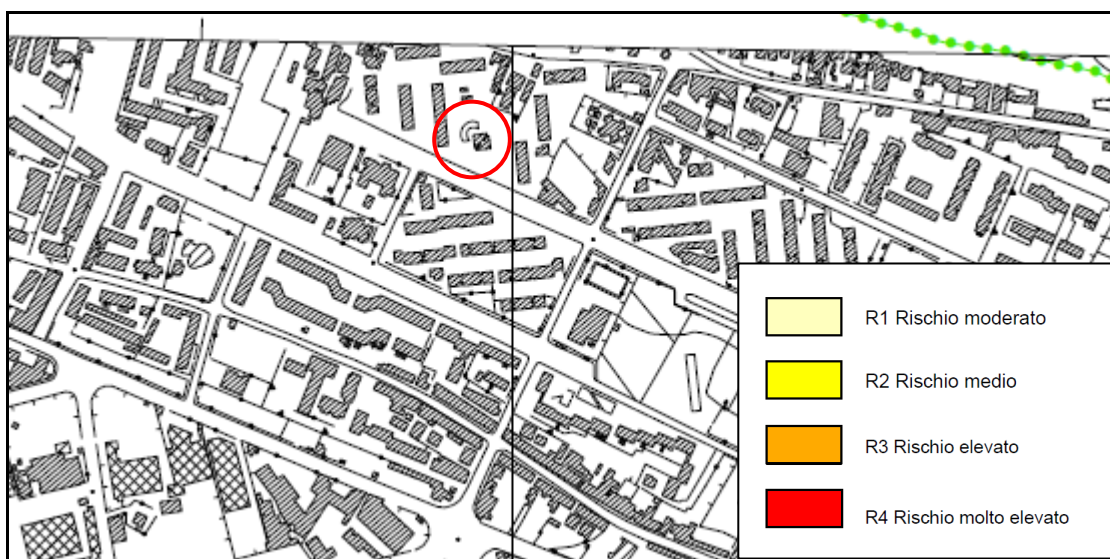 R1 Rischio moderato
R2 Rischio medio
R3 Rischio elevato
R4 Rischio molto elevato